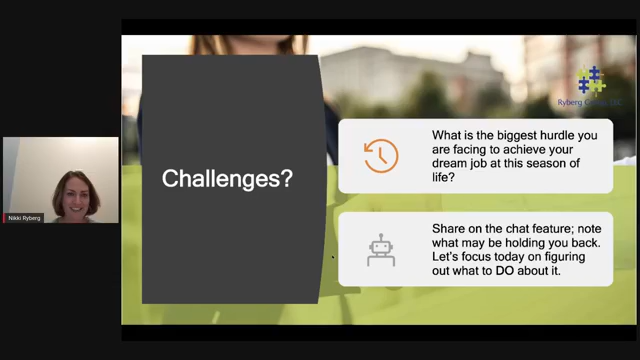 Ryberg
Challenges?
What is the biggest hurdle you
are facing to achieve your
dream job at this season of
life?
Share on the chat feature; note
what may be holding you back.
Let's focus today on figuring
out what to DO about it.
Nikki Ryberg